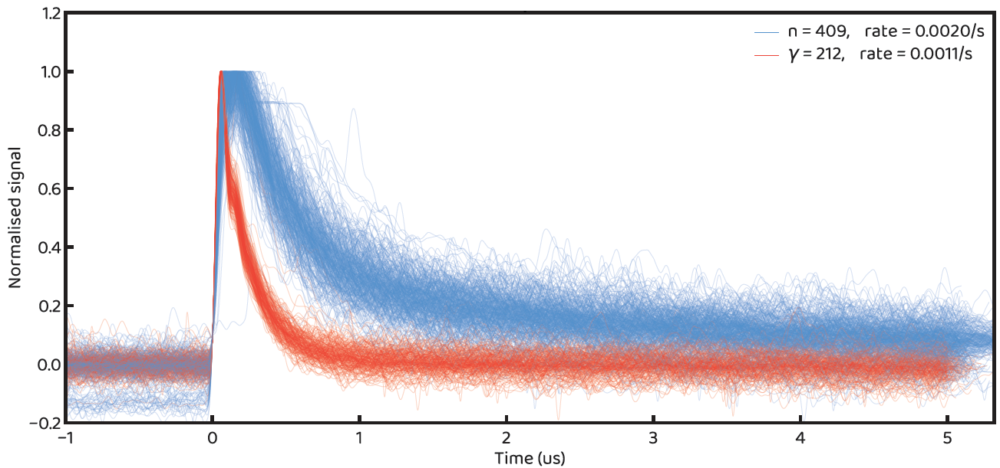 1.2
1.0
0.8
0.6
0.4
0.2
0.0
−0.2
Normalised signal
n = 409, rate = 0.0020/s
γ = 212, rate = 0.0011/s
−1 0 1 2 3 4 5
Time (us)